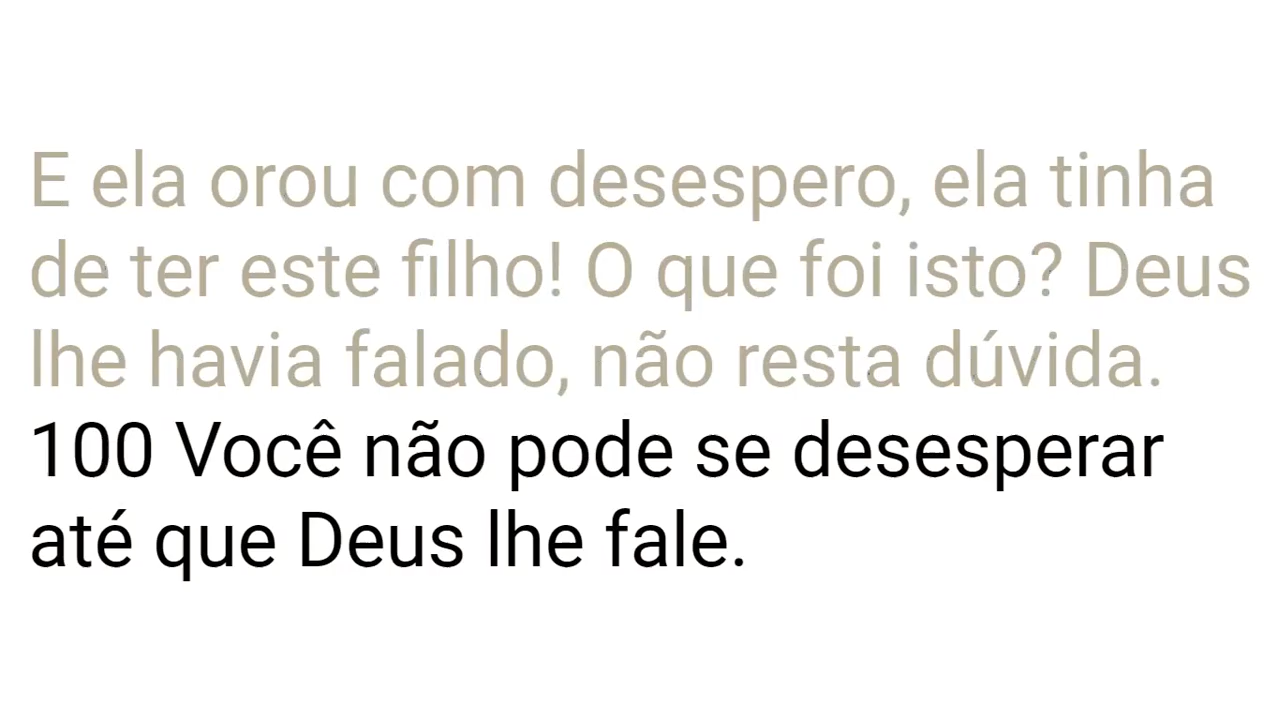 E ela orou com desespero, ela tinha
de ter este filho! O que foi isto? Deus
lhe havia falado, não resta dúvida.
100 Você não pode se desesperar
até que Deus lhe fale.